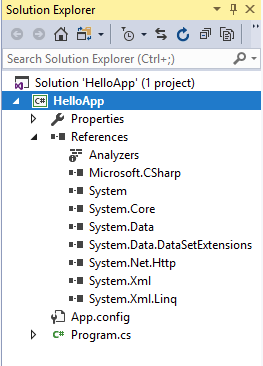 Solution Explorer
Search Solution Explorer (Ctrl+;)
Solution 'HelloApp' (1 project)
C# HelloApp
Properties
References
Analyzers
Microsoft.CSharp
System
System.Core
System.Data
System.Data.DataSetExtensions
System.Net.Http
System.Xml
System.Xml.Linq
App.config
C# Program.cs